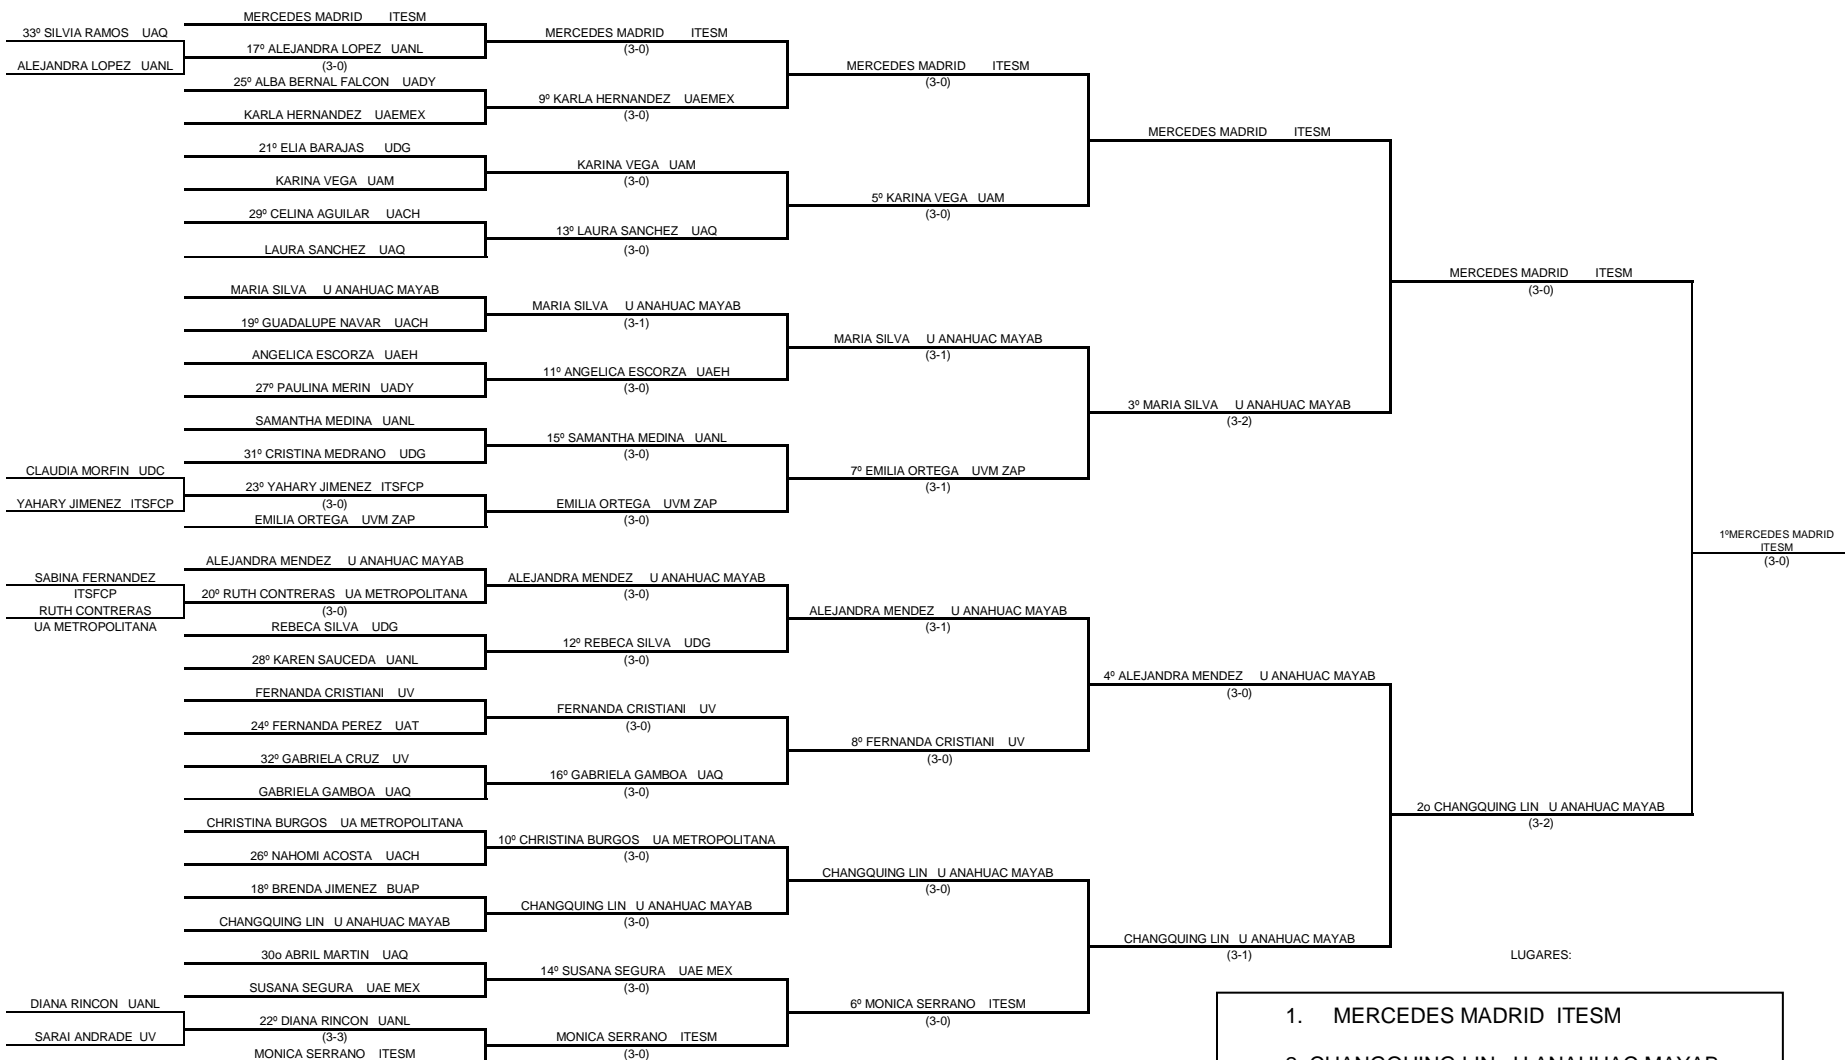 33º SILVIA RAMOS UAQ
ALEJANDRA LOPEZ UANL
CLAUDIA MORFIN UDC
YAHARY JIMENEZ ITSFCP
SABINA FERNANDEZ
ITSFCP
RUTH CONTRERAS
UA METROPOLITANA
DIANA RINCON UANL
SARAI ANDRADE UV
MERCEDES MADRID ITESM
17º ALEJANDRA LOPEZ UANL
(3-0)
25º ALBA BERNAL FALCON UADY
KARLA HERNANDEZ UAEMEX
21º ELIA BARAJAS UDG
KARINA VEGA UAM
29º CELINA AGUILAR UACH
LAURA SANCHEZ UAQ
MARIA SILVA U ANAHUAC MAYAB
19º GUADALUPE NAVAR UACH
ANGELICA ESCORZA UAEH
27º PAULINA MERIN UADY
SAMANTHA MEDINA UANL
31º CRISTINA MEDRANO UDG
23º YAHARY JIMENEZ ITSFCP
(3-0)
EMILIA ORTEGA UVM ZAP
ALEJANDRA MENDEZ U ANAHUAC MAYAB
20º RUTH CONTRERAS UA METROPOLITANA
(3-0)
REBECA SILVA UDG
28º KAREN SAUCEDA UANL
FERNANDA CRISTIANI UV
24º FERNANDA PEREZ UAT
32º GABRIELA CRUZ UV
GABRIELA GAMBOA UAQ
CHRISTINA BURGOS UA METROPOLITANA
26º NAHOMI ACOSTA UACH
18º BRENDA JIMENEZ BUAP
CHANGQUING LIN U ANAHUAC MAYAB
30o ABRIL MARTIN UAQ
SUSANA SEGURA UAE MEX
22º DIANA RINCON UANL
(3-3)
MONICA SERRANO ITESM
MERCEDES MADRID ITESM
(3-0)
9º KARLA HERNANDEZ UAEMEX
(3-0)
KARINA VEGA UAM
(3-0)
13º LAURA SANCHEZ UAQ
(3-0)
MARIA SILVA U ANAHUAC MAYAB
(3-1)
11º ANGELICA ESCORZA UAEH
(3-0)
15º SAMANTHA MEDINA UANL
(3-0)
EMILIA ORTEGA UVM ZAP
(3-0)
ALEJANDRA MENDEZ U ANAHUAC MAYAB
(3-0)
12º REBECA SILVA UDG
(3-0)
FERNANDA CRISTIANI UV
(3-0)
16º GABRIELA GAMBOA UAQ
(3-0)
10º CHRISTINA BURGOS UA METROPOLITANA
(3-0)
CHANGQUING LIN U ANAHUAC MAYAB
(3-0)
14º SUSANA SEGURA UAE MEX
(3-0)
MONICA SERRANO ITESM
(3-0)
MERCEDES MADRID ITESM
(3-0)
5º KARINA VEGA UAM
(3-0)
MARIA SILVA U ANAHUAC MAYAB
(3-1)
7º EMILIA ORTEGA UVM ZAP
(3-1)
ALEJANDRA MENDEZ U ANAHUAC MAYAB
(3-1)
8º FERNANDA CRISTIANI UV
(3-0)
CHANGQUING LIN U ANAHUAC MAYAB
(3-0)
6º MONICA SERRANO ITESM
(3-0)
MERCEDES MADRID ITESM
3º MARIA SILVA U ANAHUAC MAYAB
(3-2)
4º ALEJANDRA MENDEZ U ANAHUAC MAYAB
(3-0)
CHANGQUING LIN U ANAHUAC MAYAB
(3-1)
MERCEDES MADRID ITESM
(3-0)
2o CHANGQUING LIN U ANAHUAC MAYAB
(3-2)
1ºMERCEDES MADRID
ITESM
(3-0)
LUGARES:
1. MERCEDES MADRID ITESM
2. CHANGQUING LIN U ANAHUAC MAYAB